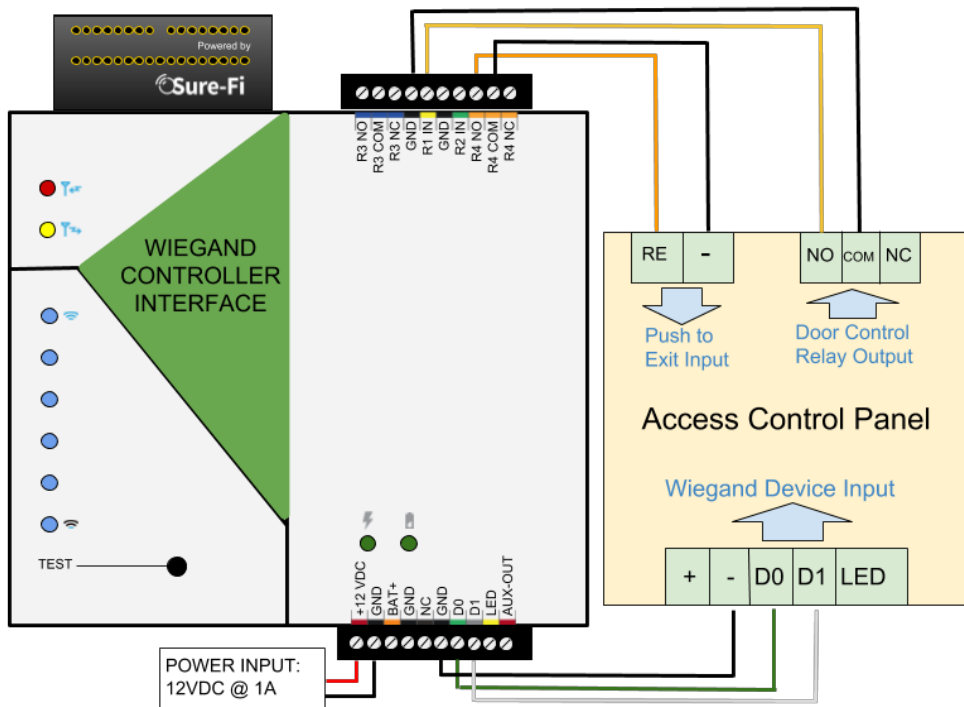 Powered by
Sure-Fi
R3 NO
R3 COM
R3 NC
GND
R1 IN
GND
R2 IN
R4 NO
R4 COM
R4 NC
WIEGAND
CONTROLLER
INTERFACE
TEST
+12 VDC
GND
BAT+
GND
NC
GND
D0
D1
LED
AUX-OUT
POWER INPUT:
12VDC @ 1A
RE
-
NO
COM
NC
Push to
Exit Input
Door Control
Relay Output
Access Control Panel
Wiegand Device Input
+
-
D0
D1
LED